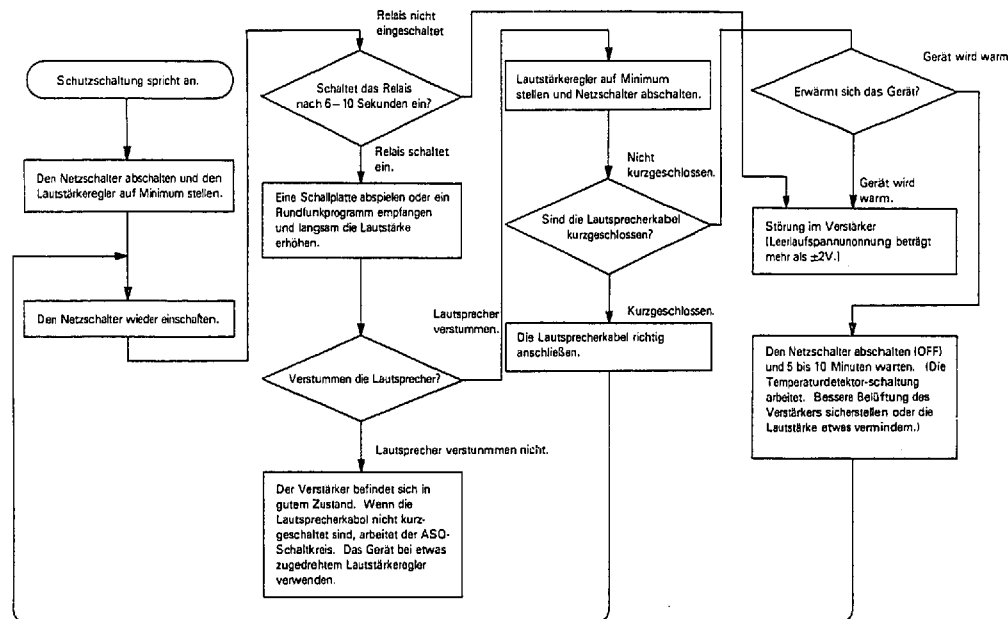 Schutzschaltung spricht an.
Den Netzschalter abschalten und den
Lautstärkeregler auf Minimum stellen.
Den Netzschalter wieder einschaften.
Relais nicht
eingeschaltet
Schaltet das Relais
nach 6–10 Sekunden ein?
Relais schaltet
ein.
Eine Schallplatte abspielen oder ein
Rundfunkprogramm empfangen
und langsam die Lautstärke
erhöhen.
Lautsprecher
verstummen.
Verstummen die Lautsprecher?
Lautsprecher verstunmmen nicht.
Der Verstärker befindet sich in
gutem Zustand. Wenn die
Lautsprecherkabol nicht kurz-
geschaltet sind, arbeitet der ASO-
Schaltkreis. Das Gerät bei etwas
zugedrehtem Lautstärkeregler
verwenden.
Lautstärkeregler auf Minimum
stellen und Netzschalter abschalten.
Nicht
kurzgeschlossen.
Sind die Lautsprecherkabel
kurzgeschlossen?
Kurzgeschlossen.
Die Lautsprecherkabel richtig
anschließen.
Gerät wird warm.
Erwärmt sich das Gerät?
Gerät wird
warm.
Störung im Verstärker
(Leerlaufspannunonnung beträgt
mehr als ±2V.)
Den Netzschalter abschalten (OFF)
und 5 bis 10 Minuten warten. (Die
Temperaturdetektor-schaltung
arbeitet. Bessere Belüftung des
Verstärkers sicherstellen oder die
Lautstärke etwas vermindern.)